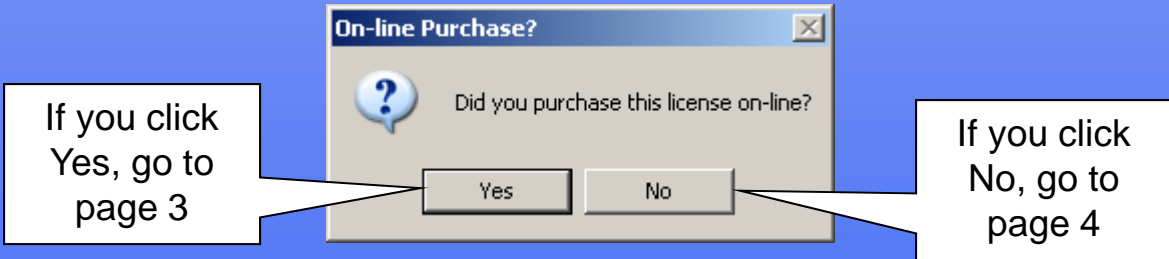 On-line Purchase?
Did you purchase this license on-line?
If you click
Yes, go to
page 3
Yes
No
If you click
No, go to
page 4